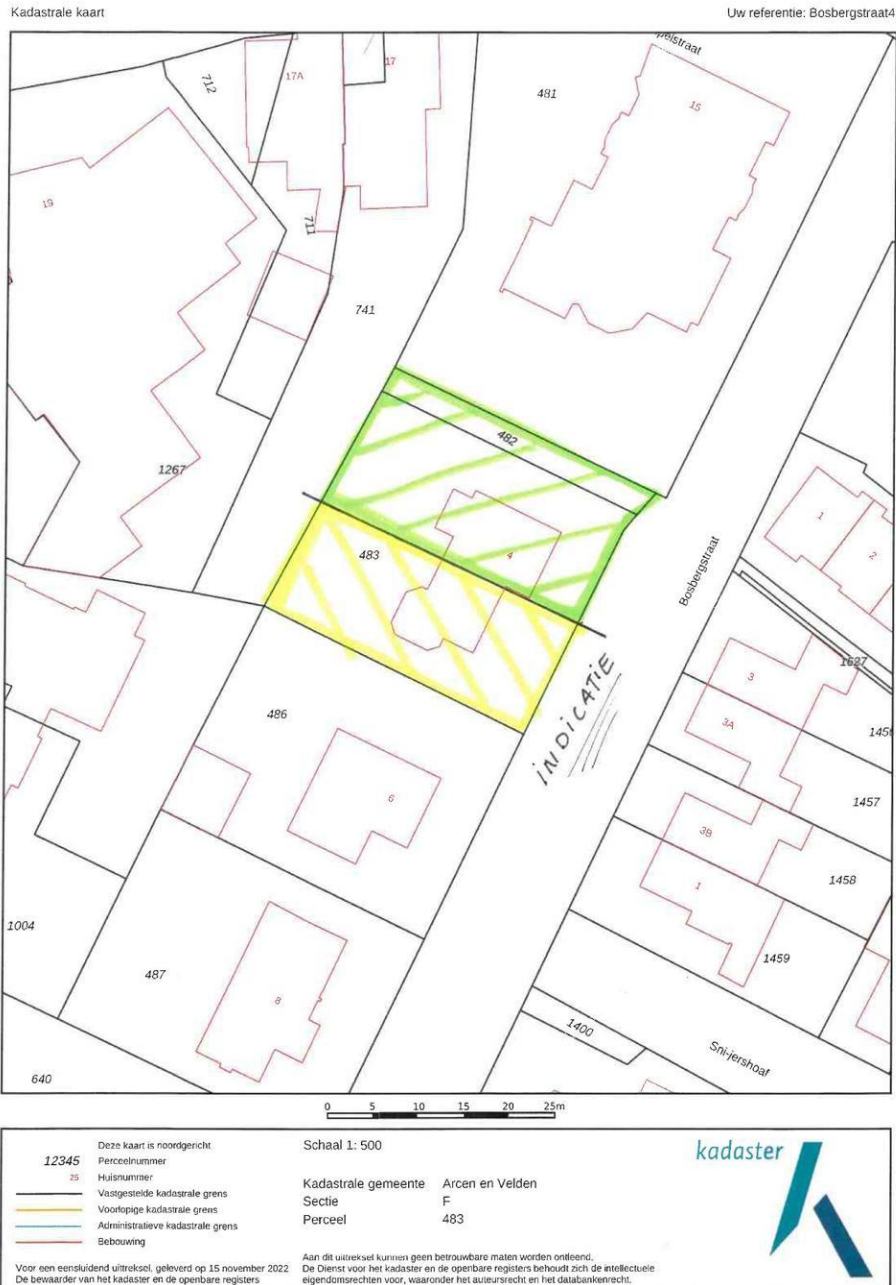 Kadastrale kaart
Uw referentie: Bosbergstraat4
17
17A
712
481
15
19
711
741
482
1267
483
4
Bosbergstraat
1
2
1627
3
3A
1457
486
INDICATIE
6
3B
1458
1
1004
487
8
1459
1400
Sni-jershoaf
640
0 5 10 15 20 25m
Deze kaart is noordgericht
12345 Perceelnummer
25 Huisnummer
Vastgestelde kadastrale grens
Voorlopige kadastrale grens
Administratieve kadastrale grens
Bebouwing
Voor een eensluidend uittreksel, geleverd op 15 november 2022
De bewaarder van het kadaster en de openbare registers
Schaal 1: 500
Kadastrale gemeente Arcen en Velden
Sectie F
Perceel 483
Aan dit uittreksel kunnen geen betrouwbare maten worden ontleend.
De Dienst voor het kadaster en de openbare registers behoudt zich de intellectuele
eigendomsrechten voor, waaronder het auteursrecht en het databankenrecht.
kadaster